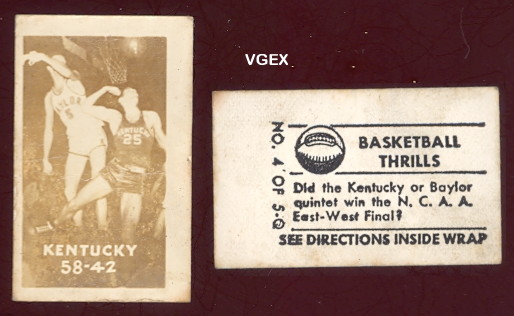 VGEX
BAYLOR
5
KENTUCKY
25
KENTUCKY
58-42
NO. 4 OF 5-Q
BASKETBALL
THRILLS
Did the Kentucky or Baylor
quintet win the N. C. A. A.
East-West Final?
SEE DIRECTIONS INSIDE WRAP